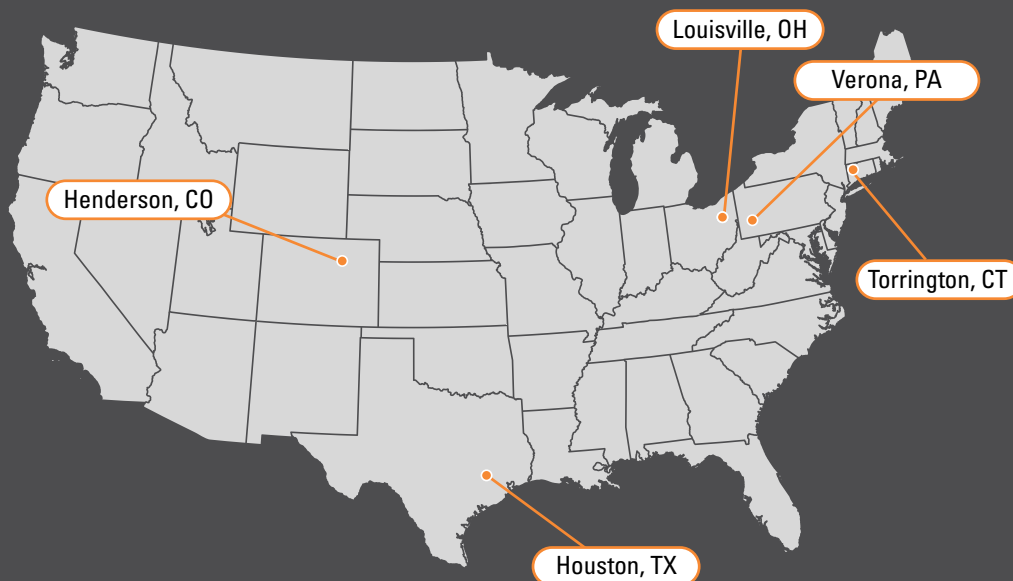 Louisville, OH
Verona, PA
Henderson, CO
Torrington, CT
Houston, TX